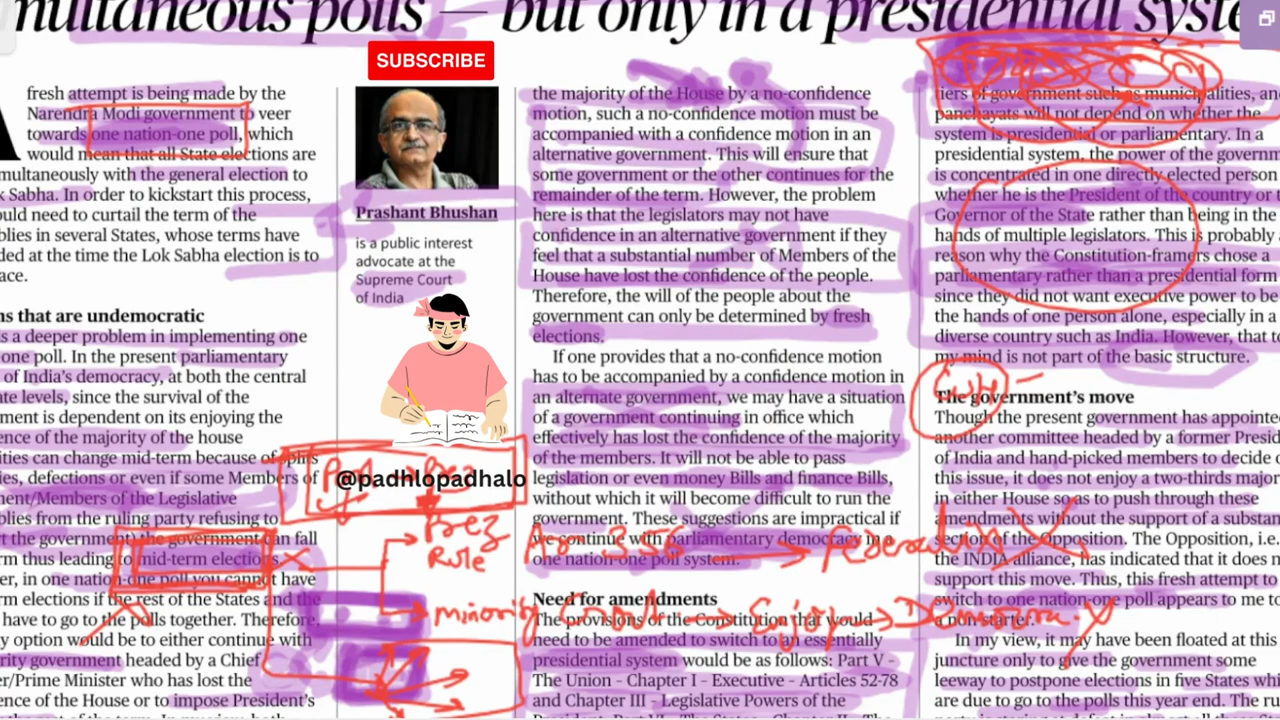 multaneous polls — but only in a presidential syste
fresh attempt is being made by the
Narendra Modi government to veer
towards one nation-one poll, which
would mean that all State elections are
multaneously with the general election to
k Sabha. In order to kickstart this process,
ould need to curtail the term of the
blies in several States, whose terms have
ded at the time the Lok Sabha election is to
ace.
ns that are undemocratic
s a deeper problem in implementing one
one poll. In the present parliamentary
of India's democracy, at both the central
ate levels, since the survival of the
ment is dependent on its enjoying the
ence of the majority of the house
ities can change mid-term because of splits
ies, defections or even if some Members of
ment/Members of the Legislative
blies from the ruling party refusing to
rt the government) the government can fall
rm thus leading to mid-term elections
er, in one nation-one poll you cannot have
rm elections if the rest of the States and the
have to go to the polls together. Therefore,
y option would be to either continue with
rity government headed by a Chief
er/Prime Minister who has lost the
ence of the House or to impose President's
SUBSCRIBE
Prashant Bhushan
is a public interest
advocate at the
Supreme Court
of India
@padhlopadhalo
Prez
Rule
minority
the majority of the House by a no-confidence
motion, such a no-confidence motion must be
accompanied with a confidence motion in an
alternative government. This will ensure that
some government or the other continues for the
remainder of the term. However, the problem
here is that the legislators may not have
confidence in an alternative government if they
feel that a substantial number of Members of the
House have lost the confidence of the people.
Therefore, the will of the people about the
government can only be determined by fresh
elections.
If one provides that a no-confidence motion
has to be accompanied by a confidence motion in
an alternate government, we may have a situation
of a government continuing in office which
effectively has lost the confidence of the majority
of the members. It will not be able to pass
legislation or even money Bills and finance Bills,
without which it will become difficult to run the
government. These suggestions are impractical if
we continue with parliamentary democracy in a
one nation-one poll system.
356
Need for amendments
The provisions of the Constitution that would
need to be amended to switch to an essentially
presidential system would be as follows: Part V -
The Union - Chapter I - Executive - Articles 52-78
and Chapter III - Legislative Powers of the
tiers of government such as municipalities, and
panchayats will not depend on whether the
system is presidential or parliamentary. In a
presidential system, the power of the governm
is concentrated in one directly elected person
whether he is the President of the country or t
Governor of the State rather than being in the
hands of multiple legislators. This is probably
reason why the Constitution-framers chose a
parliamentary rather than a presidential form
since they did not want executive power to be
the hands of one person alone, especially in a
diverse country such as India. However, that to
my mind is not part of the basic structure.
The government's move
Though the present government has appointe
another committee headed by a former Presid
of India and hand-picked members to decide o
this issue, it does not enjoy a two-thirds major
in either House so as to push through these
amendments without the support of a substan
section of the Opposition. The Opposition, i.e.
the INDIA alliance, has indicated that it does n
support this move. Thus, this fresh attempt to
switch to one nation-one poll appears to me to
a non-starter.
In my view, it may have been floated at this
juncture only to give the government some
leeway to postpone elections in five States whi
are due to go to the polls this year end. The ru